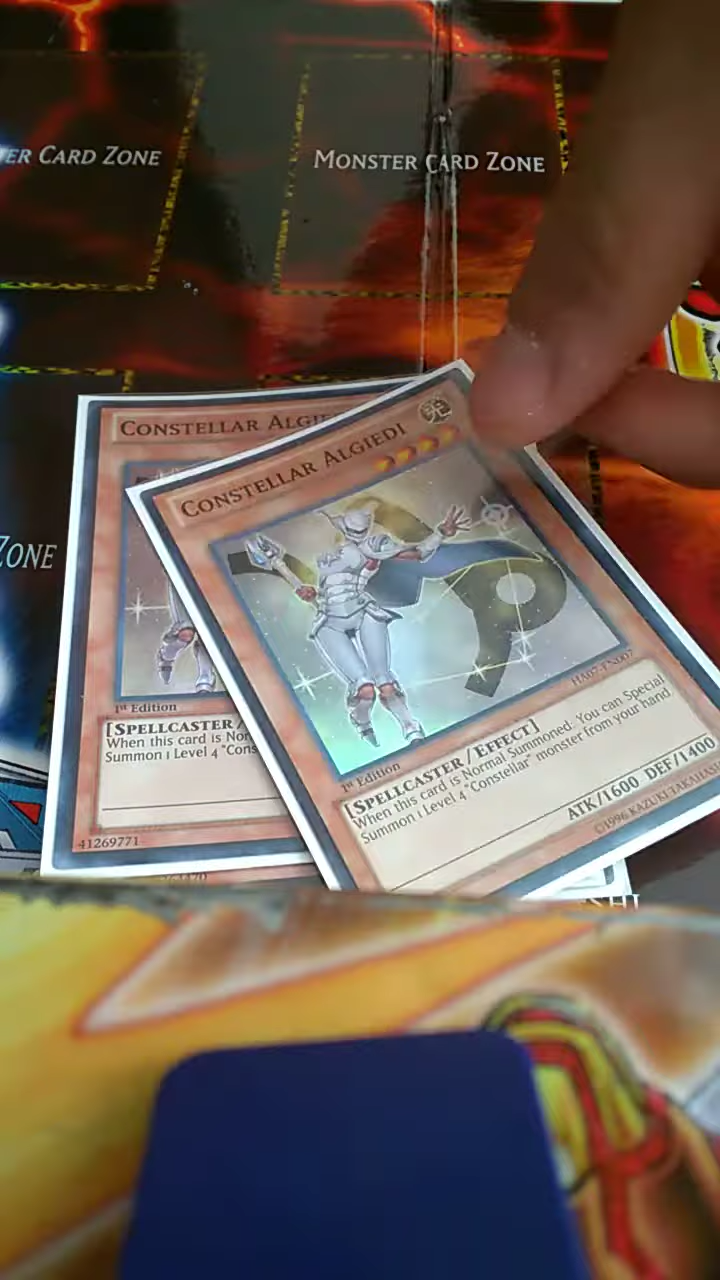 ER CARD ZONE
MONSTER CARD ZONE
ZONE
CONSTELLAR ALGIE
1st Edition
[SPELLCASTER/
When this card is Nor
Summon 1 Level 4 "Cons
41269771
CONSTELLAR ALGIEDI
光
HA07-EN007
1st Edition
[SPELLCASTER/EFFECT]
When this card is Normal Summoned: You can Special
Summon 1 Level 4 "Constellar" monster from your hand.
ATK/1600 DEF/1400
©1996 KAZUKI TAKAHASHI